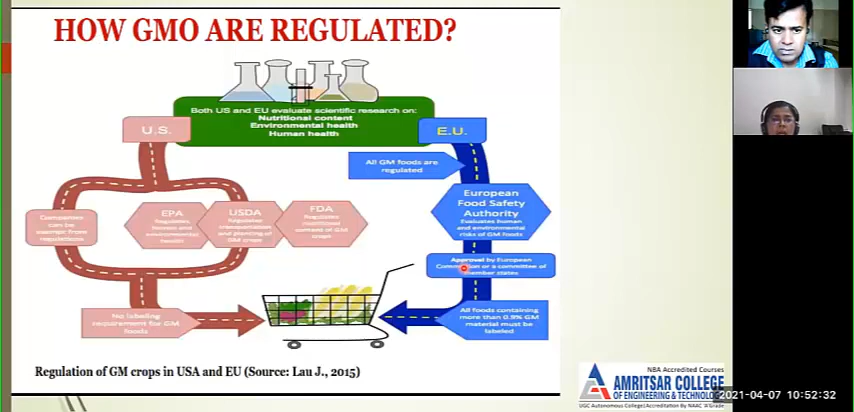 HOW GMO ARE REGULATED?
Both US and EU evaluate scientific research on:
Nutritional content
Environmental health
Human health
U.S.
E.U.
All GM foods are
regulated
Companies
can be
exempt from
regulations
EPA
Regulates
human and
environmental
health
USDA
Regulates
transportation
and planting of
GM crops
FDA
Regulates
nutritional
content of GM
crops
European
Food Safety
Authority
Evaluates human
and environmental
risks of GM foods
Approval by European
Commission or a committee of
member states
No labeling
requirement for GM
foods
All foods containing
more than 0.9% GM
material must be
labeled
Regulation of GM crops in USA and EU (Source: Lau J., 2015)
NBA Accredited Courses
AMRITSAR COLLEGE
OF ENGINEERING & TECHNOLOGY
UGC Autonomous College|Accreditation By NAAC
2021-04-07 10:52:32